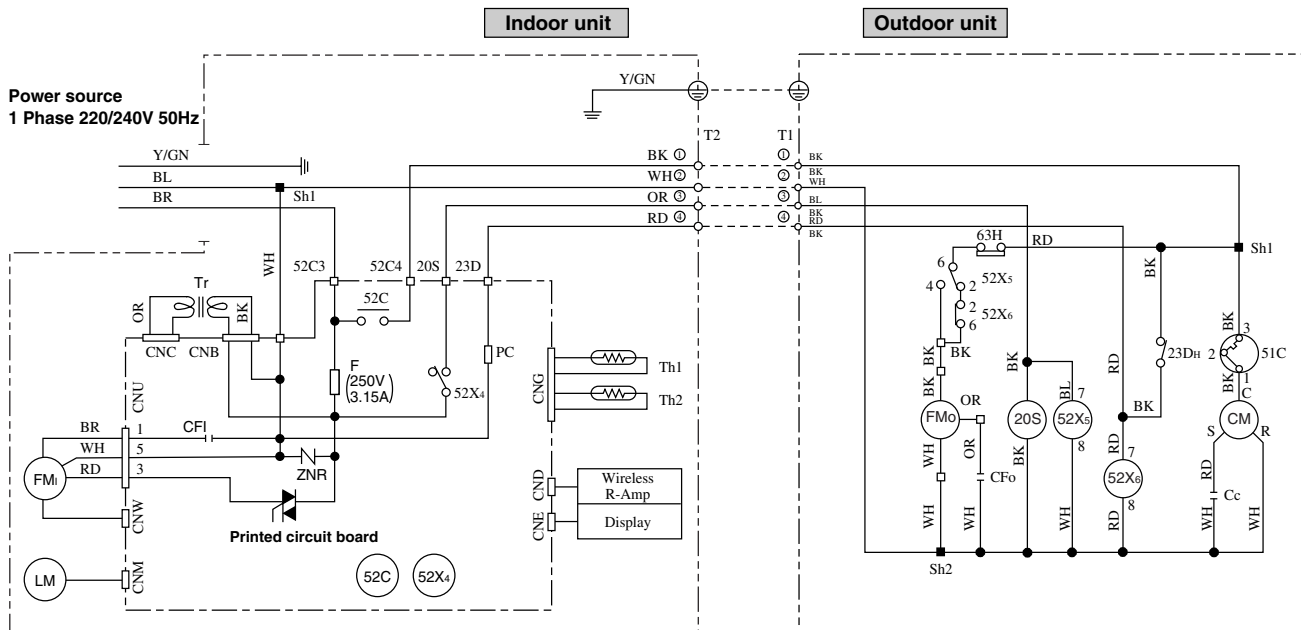 Indoor unit
Outdoor unit
Power source
1 Phase 220/240V 50Hz
Y/GN
T2
T1
Y/GN
BK ①
① BK
BL
WH ②
② BK
WH
Sh1
OR ③
③ BL
BR
RD ④
④ BK
RD
BK
WH
63H
RD
Sh1
52C3
52C4
20S
23D
6
52X5
BK
Tr
4
2
52C
2
52X6
OR
BK
6
BK
3
CNC
CNB
PC
BK
BK
RD
23DH
2
51C
F
(250V
3.15A)
Th1
BK
BL
7
BK
1
CNU
52X4
CNG
Th2
OR
BK
C
BR
1
CFI
FMO
20S
52X5
CM
WH
5
S
R
RD
3
ZNR
WH
OR
BK
8
RD
7
RD
FMI
CND
Wireless
R-Amp
CFO
52X6
Cc
CNW
CNE
Display
WH
WH
WH
RD
8
WH
WH
Printed circuit board
LM
CNM
52C
52X4
Sh2